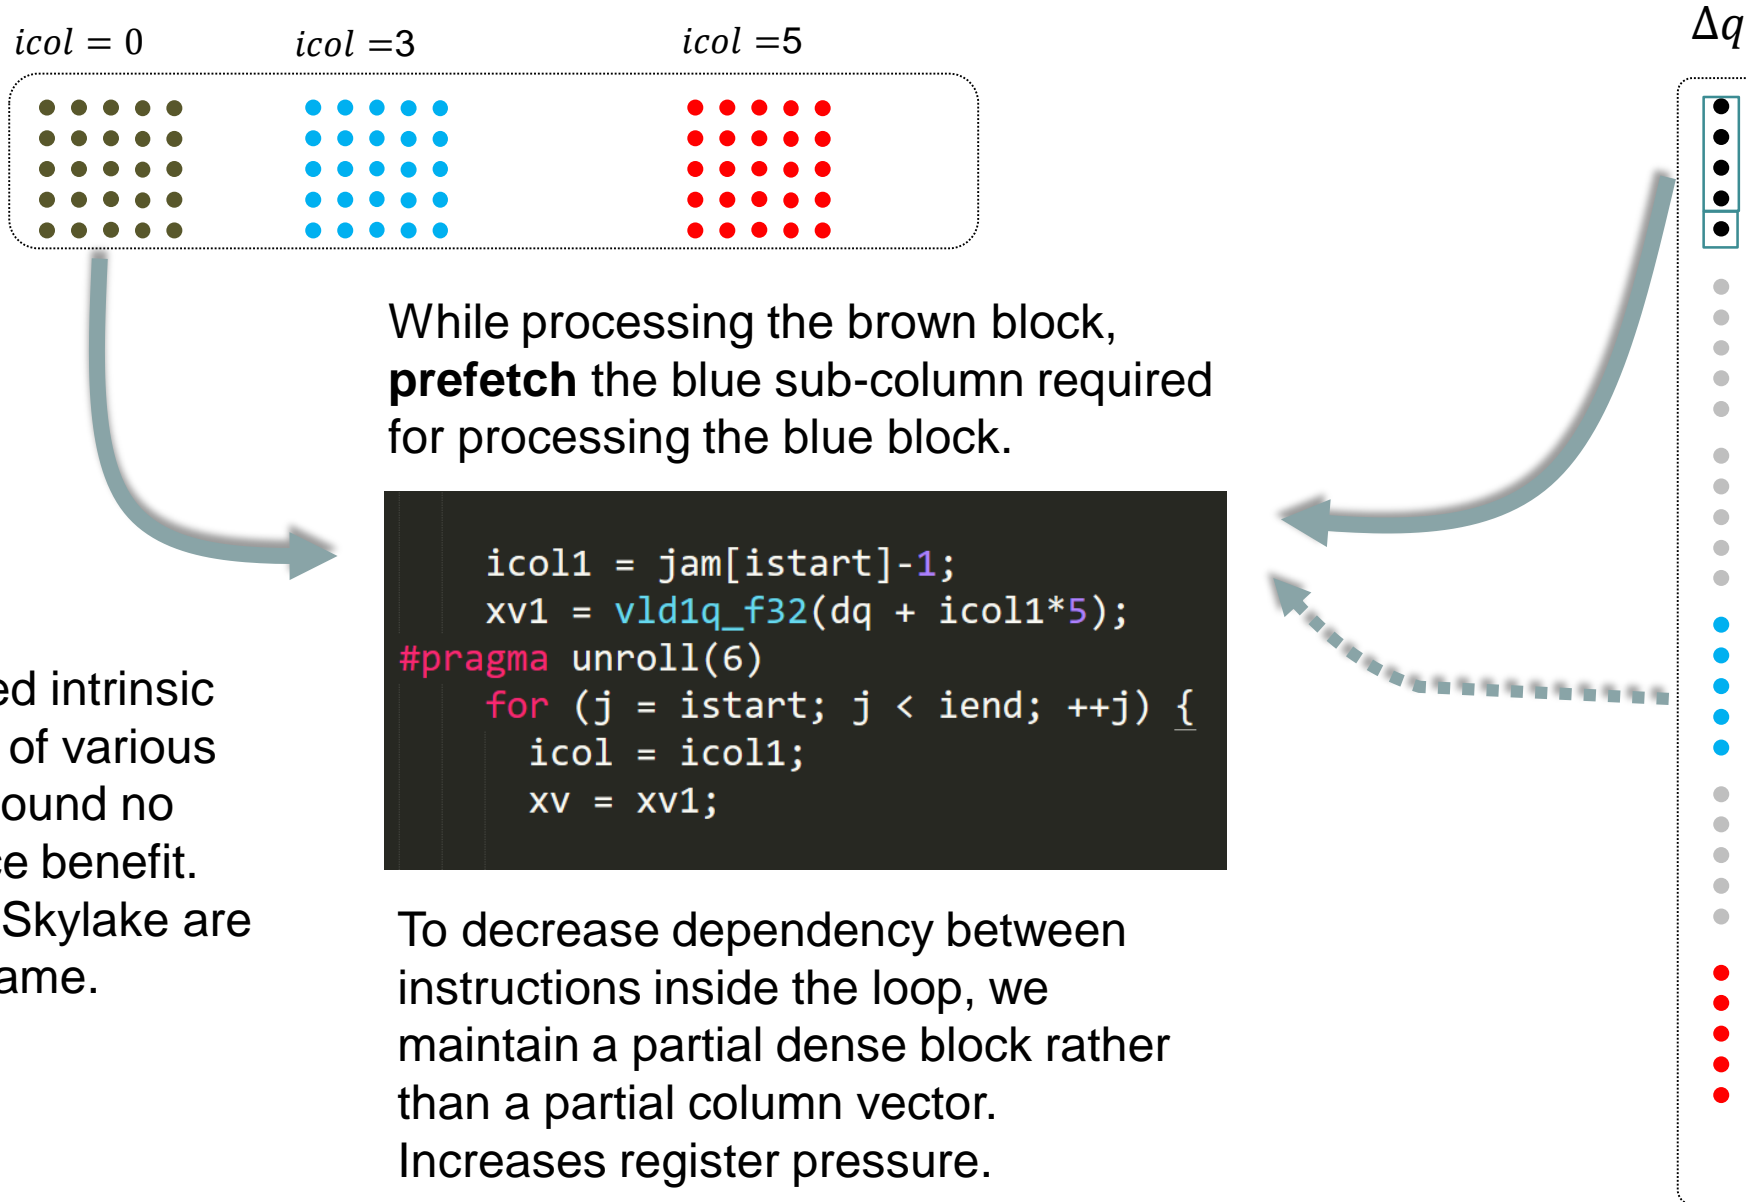 icol = 0
icol =3
icol =5
Δq
While processing the brown block,
prefetch the blue sub-column required
for processing the blue block.
icol1 = jam[istart]-1;
xv1 = vld1q_f32(dq + icol1*5);
#pragma unroll(6)
for (j = istart; j < iend; ++j) {
icol = icol1;
xv = xv1;
intrinsic
of various
ound no
benefit.
Skylake are
To decrease dependency between
instructions inside the loop, we
maintain a partial dense block rather
than a partial column vector.
Increases register pressure.